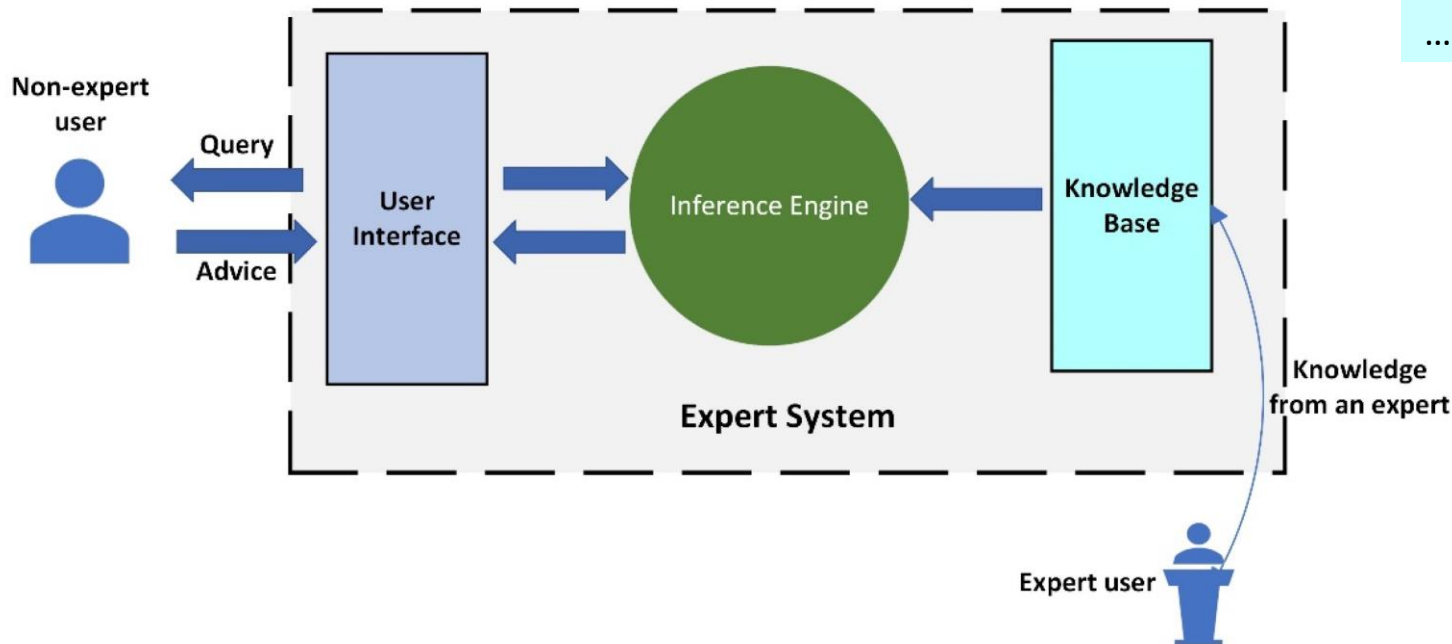 ...
Non-expert
user
Query
Advice
User
Interface
Inference Engine
Knowledge
Base
Expert System
Knowledge
from an expert
Expert user